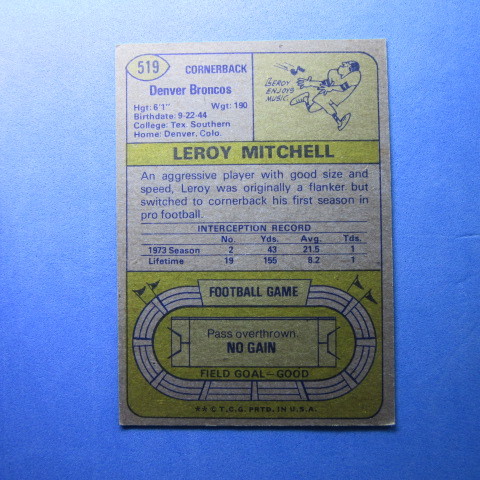 519
CORNERBACK
Denver Broncos
Hgt: 6'1" Wgt: 190
Birthdate: 9-22-44
College: Tex. Southern
Home: Denver, Colo.
LEROY
ENJOYS
MUSIC.
LEROY MITCHELL
An aggressive player with good size and
speed, Leroy was originally a flanker but
switched to cornerback his first season in
pro football.
INTERCEPTION RECORD
No. Yds. Avg. Tds.
1973 Season 2 43 21.5 1
Lifetime 19 155 8.2 1
FOOTBALL GAME
Pass overthrown.
NO GAIN
FIELD GOAL—GOOD
** © T.C.G. PRTD. IN U.S.A.